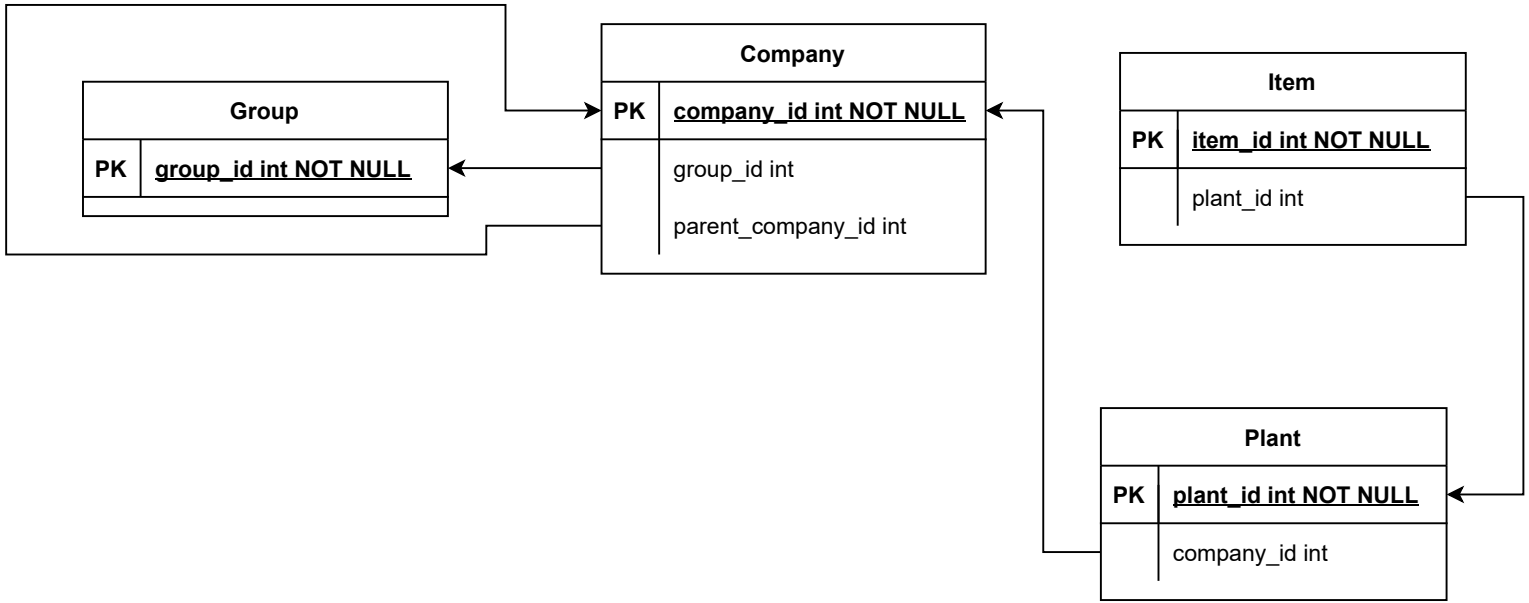 Group
PK group_id int NOT NULL
Company
PK company_id int NOT NULL
group_id int
parent_company_id int
Item
PK item_id int NOT NULL
plant_id int
Plant
PK plant_id int NOT NULL
company_id int